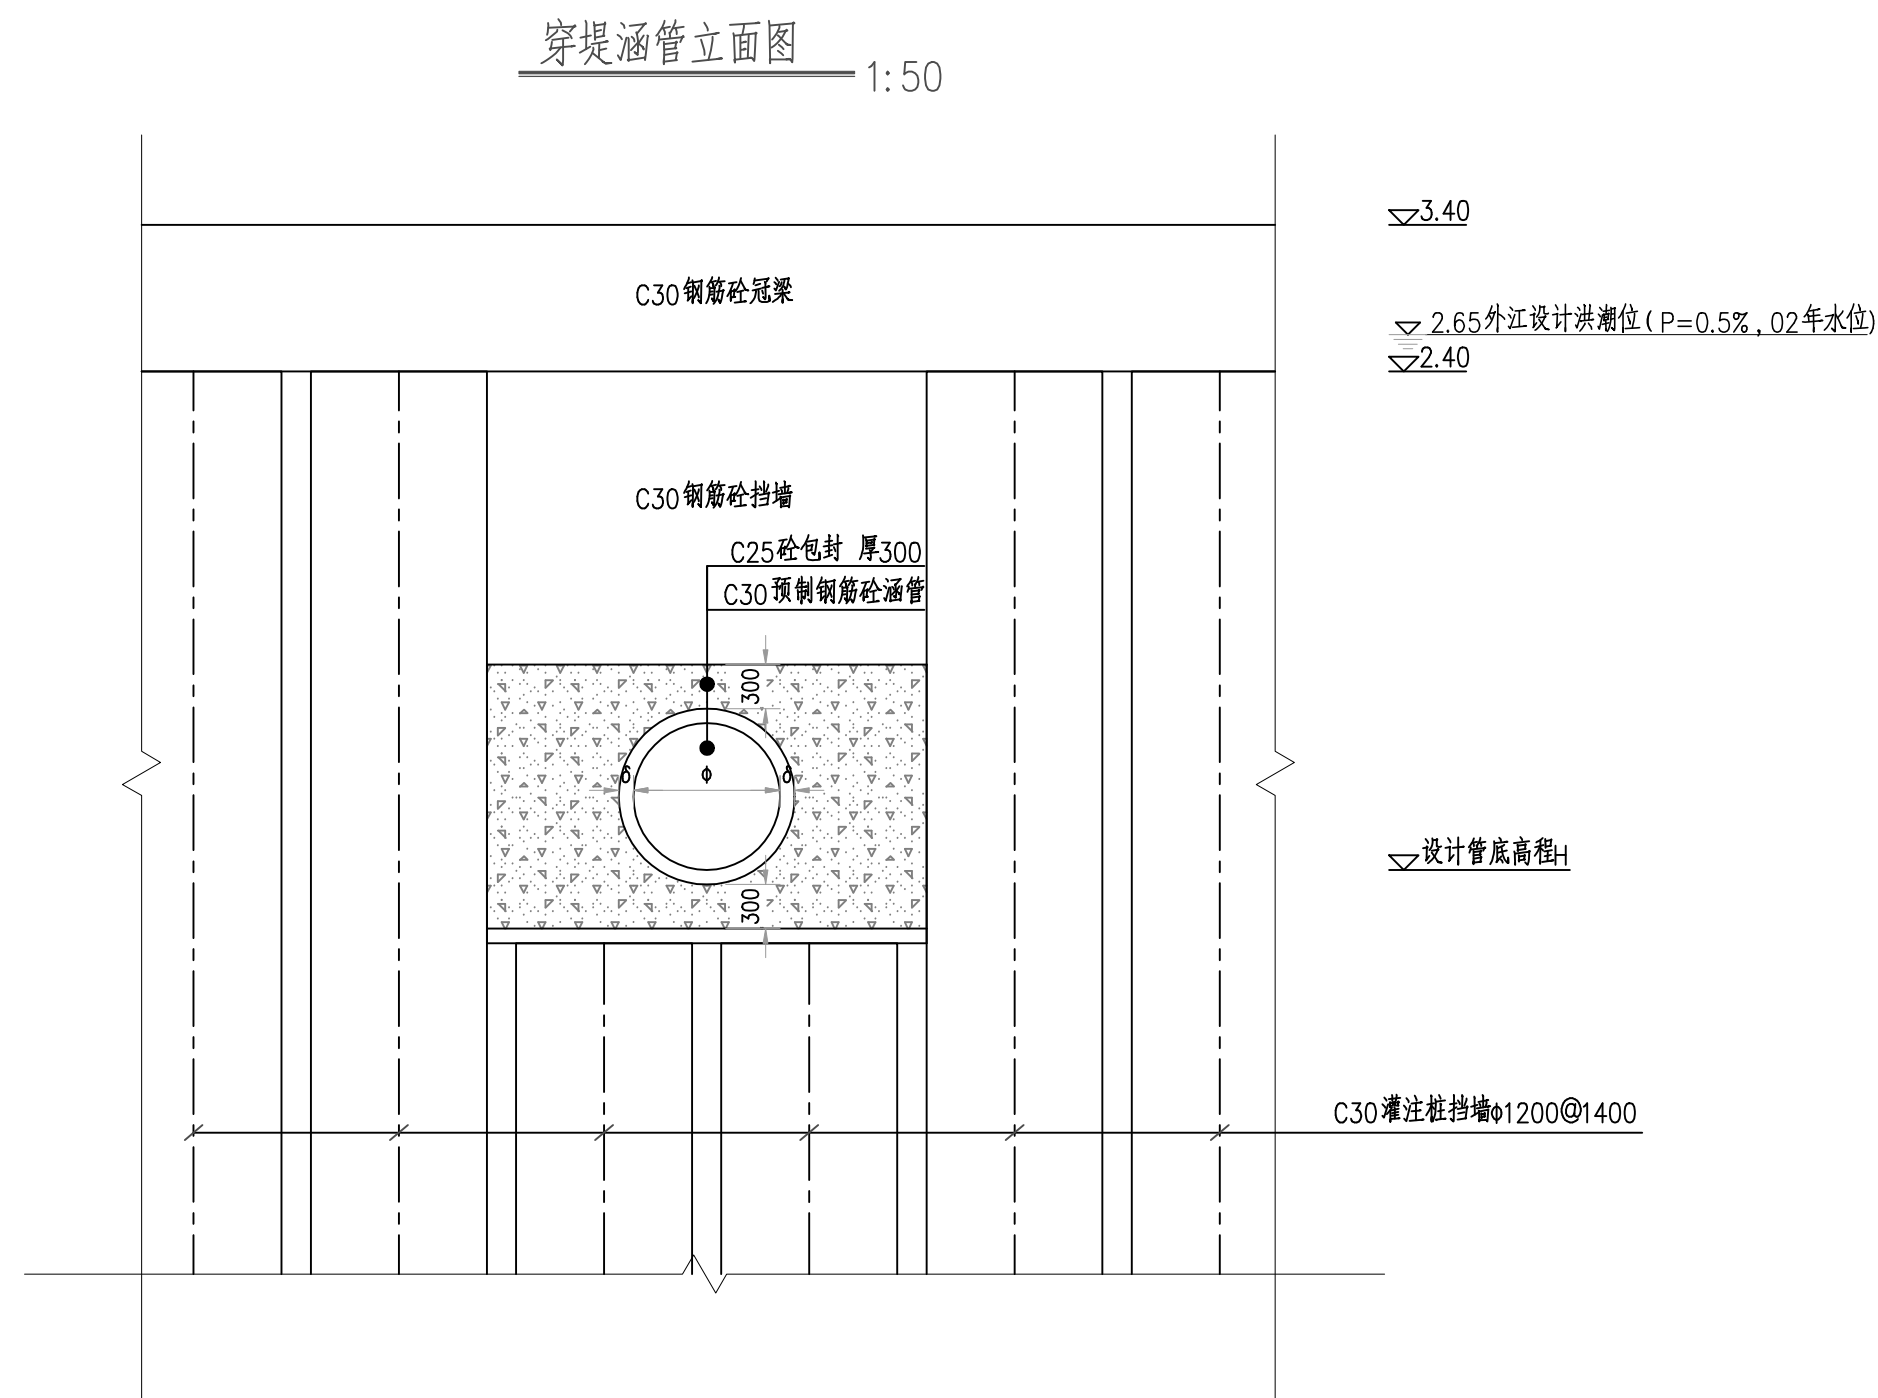 穿堤涵管立面图
1:50
3.40
C30钢筋砼冠梁
2.65外江设计洪潮位(P=0.5%,02年水位)
2.40
C30钢筋砼挡墙
C25砼包封 厚300
C30预制钢筋砼涵管
300
δ φ δ
设计管底高程H
300
C30灌注桩挡墙φ1200@1400